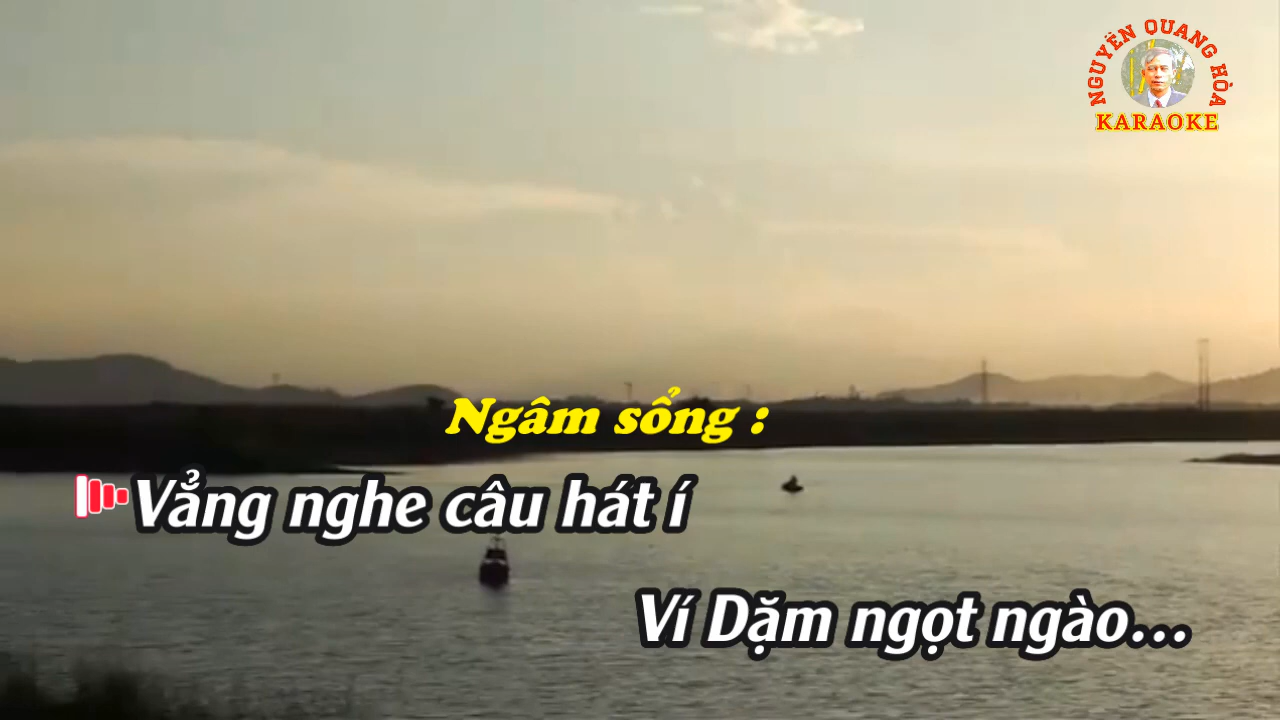 NGUYỄN QUANG HÒA
KARAOKE
Ngâm sổng :
Vẳng nghe câu hát í
Ví Dặm ngọt ngào...